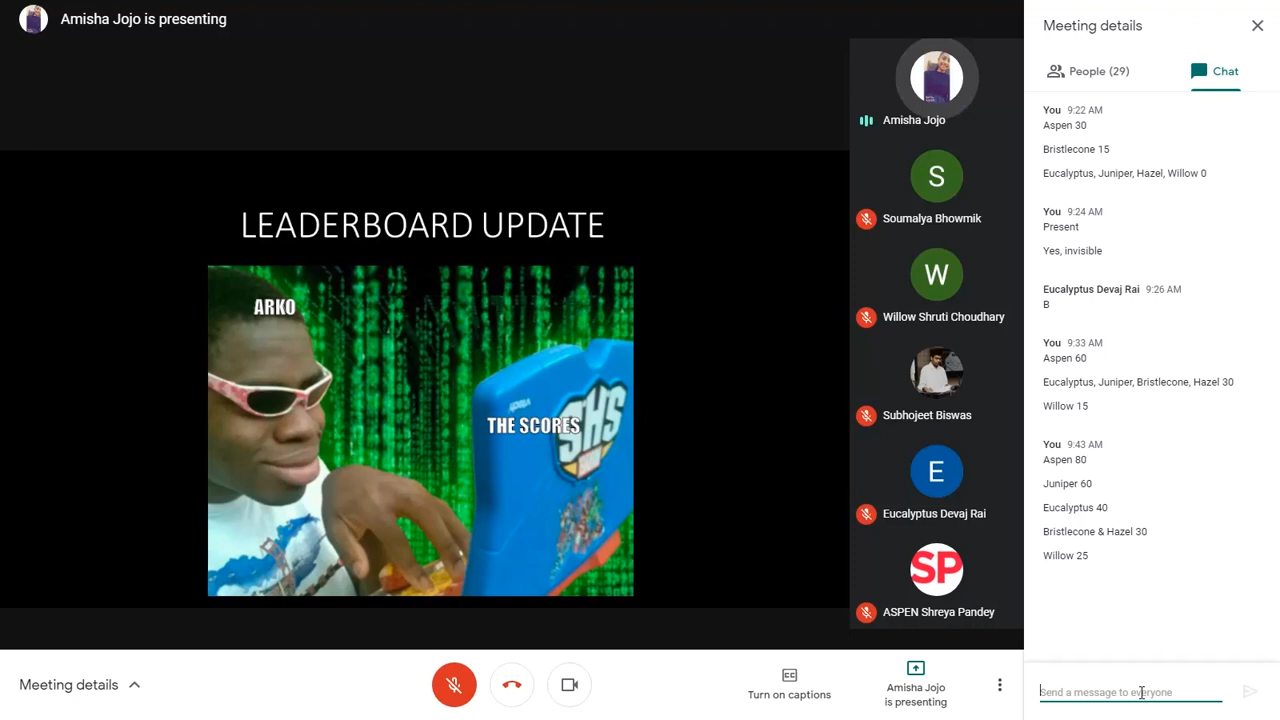 Amisha Jojo is presenting
LEADERBOARD UPDATE
ARKO
THE SCORES
SHS
Amisha Jojo
S
Soumalya Bhowmik
W
Willow Shruti Choudhary
Subhojeet Biswas
E
Eucalyptus Devaj Rai
SP
ASPEN Shreya Pandey
Meeting details
People (29)
Chat
You 9:22 AM
Aspen 30
Bristlecone 15
Eucalyptus, Juniper, Hazel, Willow 0
You 9:24 AM
Present
Yes, invisible
Eucalyptus Devaj Rai 9:26 AM
B
You 9:33 AM
Aspen 60
Eucalyptus, Juniper, Bristlecone, Hazel 30
Willow 15
You 9:43 AM
Aspen 80
Juniper 60
Eucalyptus 40
Bristlecone & Hazel 30
Willow 25
Send a message to everyone
Meeting details
CC
Turn on captions
Amisha Jojo
is presenting